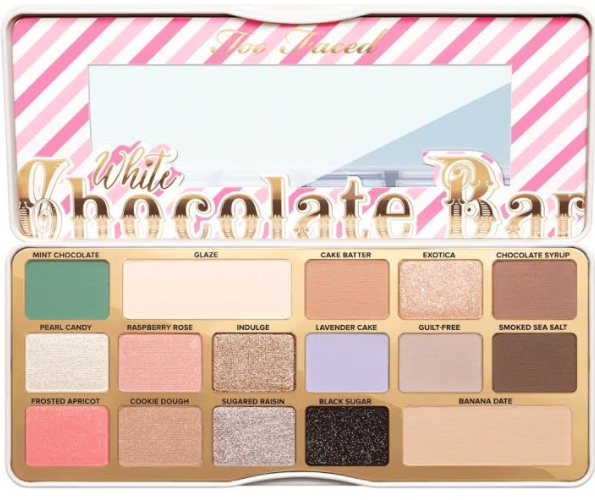 Too Faced
White
Chocolate Bar
MINT CHOCOLATE GLAZE CAKE BATTER EXOTICA CHOCOLATE SYRUP
PEARL CANDY RASPBERRY ROSE INDULGE LAVENDER CAKE GUILT-FREE SMOKED SEA SALT
FROSTED APRICOT COOKIE DOUGH SUGARED RAISIN BLACK SUGAR BANANA DATE